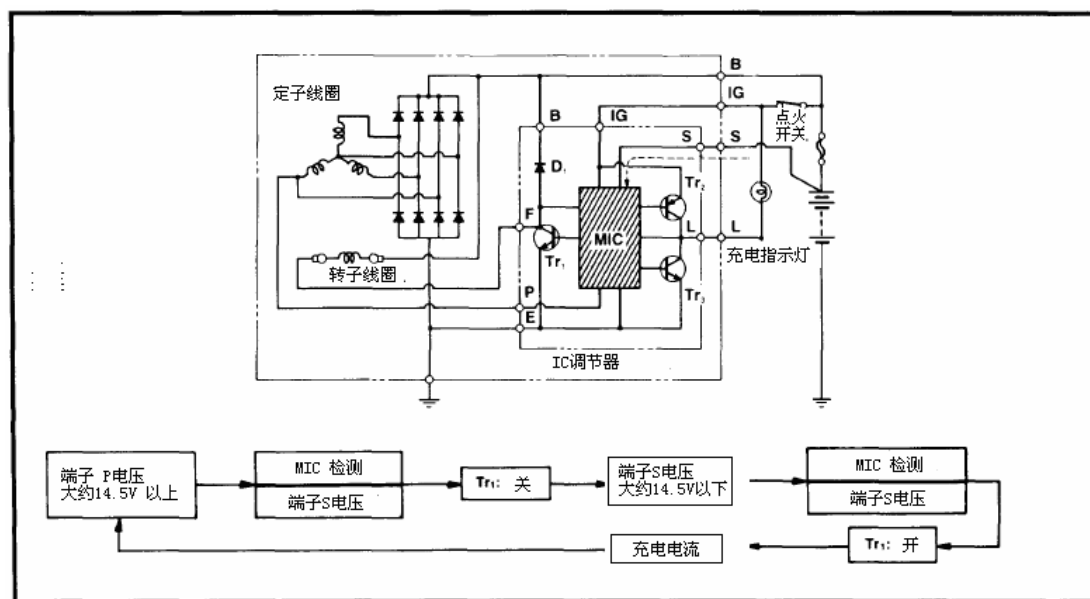 B
定子线圈
IG
点火
开关
B
IG
S
S
D₁
Tr₂
F
MIC
L
L
充电指示灯
Tr₁
转子线圈
P
Tr₃
E
IC调节器
端子 P电压
大约14.5V 以上
MIC 检测
端子S电压
Tr₁: 关
端子S电压
大约14.5V以下
MIC 检测
端子S电压
Tr₁: 开
充电电流